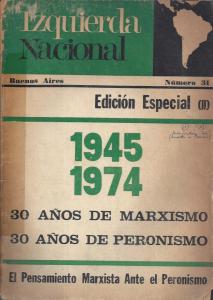 Izquierda
Nacional
Buenos Aires
Número 31
Edición Especial (II)
1945
1974
30 AÑOS DE MARXISMO
30 AÑOS DE PERONISMO
El Pensamiento Marxista Ante el Peronismo